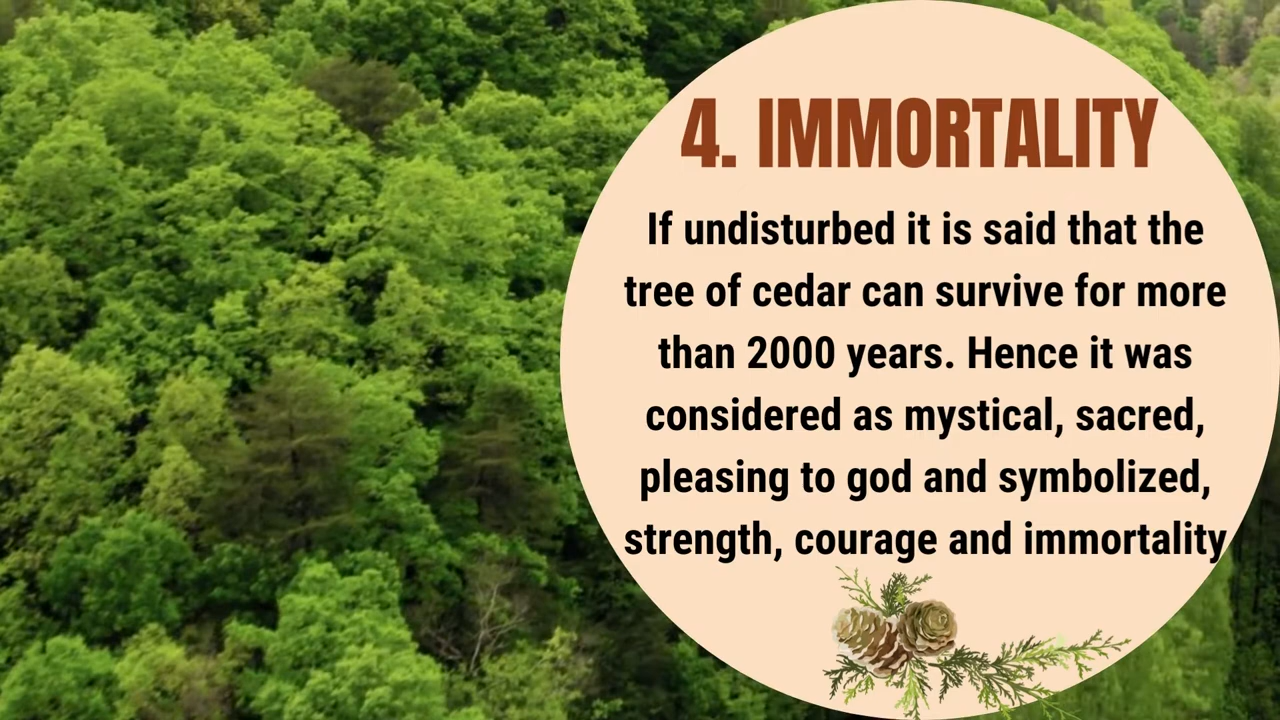 4. IMMORTALITY
If undisturbed it is said that the
tree of cedar can survive for more
than 2000 years. Hence it was
considered as mystical, sacred,
pleasing to god and symbolized,
strength, courage and immortality